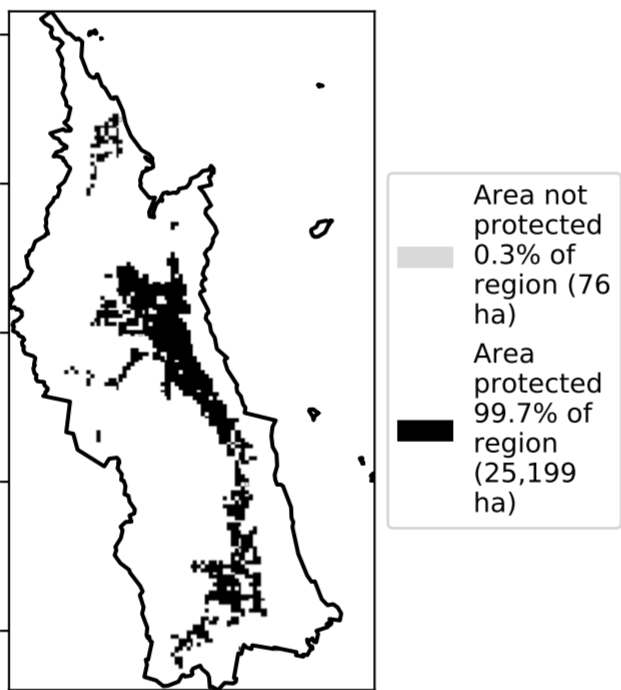 Area not
protected
0.3% of
region (76
ha)
Area
protected
99.7% of
region
(25,199
ha)